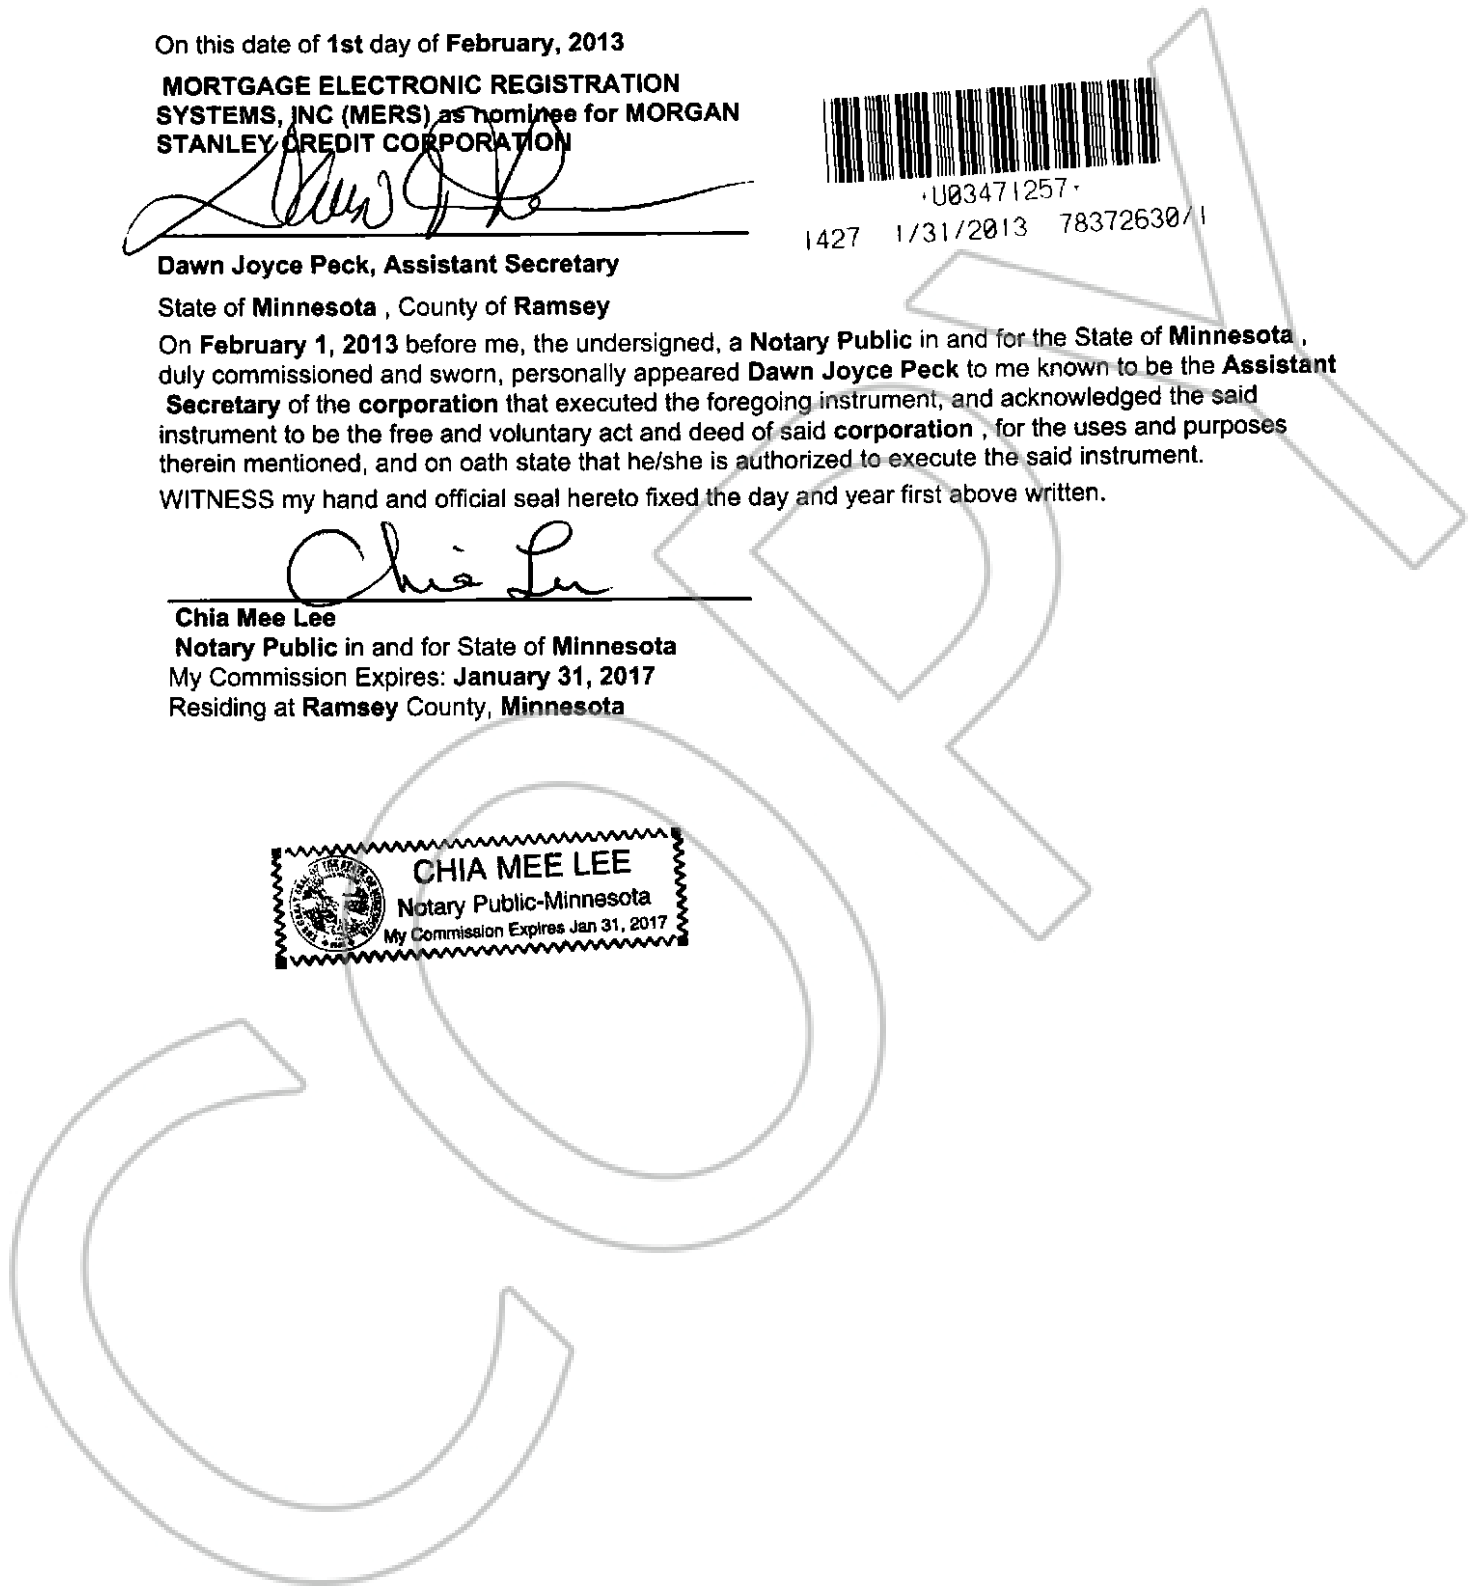 On this date of 1st day of February, 2013
MORTGAGE ELECTRONIC REGISTRATION
SYSTEMS, INC (MERS) as nominee for MORGAN
STANLEY CREDIT CORPORATION
·U03471257·
1427 1/31/2013 78372630/1
Dawn Joyce Peck, Assistant Secretary
State of Minnesota , County of Ramsey
On February 1, 2013 before me, the undersigned, a Notary Public in and for the State of Minnesota ,
duly commissioned and sworn, personally appeared Dawn Joyce Peck to me known to be the Assistant
Secretary of the corporation that executed the foregoing instrument, and acknowledged the said
instrument to be the free and voluntary act and deed of said corporation , for the uses and purposes
therein mentioned, and on oath state that he/she is authorized to execute the said instrument.
WITNESS my hand and official seal hereto fixed the day and year first above written.
Chia Lee
Chia Mee Lee
Notary Public in and for State of Minnesota
My Commission Expires: January 31, 2017
Residing at Ramsey County, Minnesota
CHIA MEE LEE
Notary Public-Minnesota
My Commission Expires Jan 31, 2017
COPY